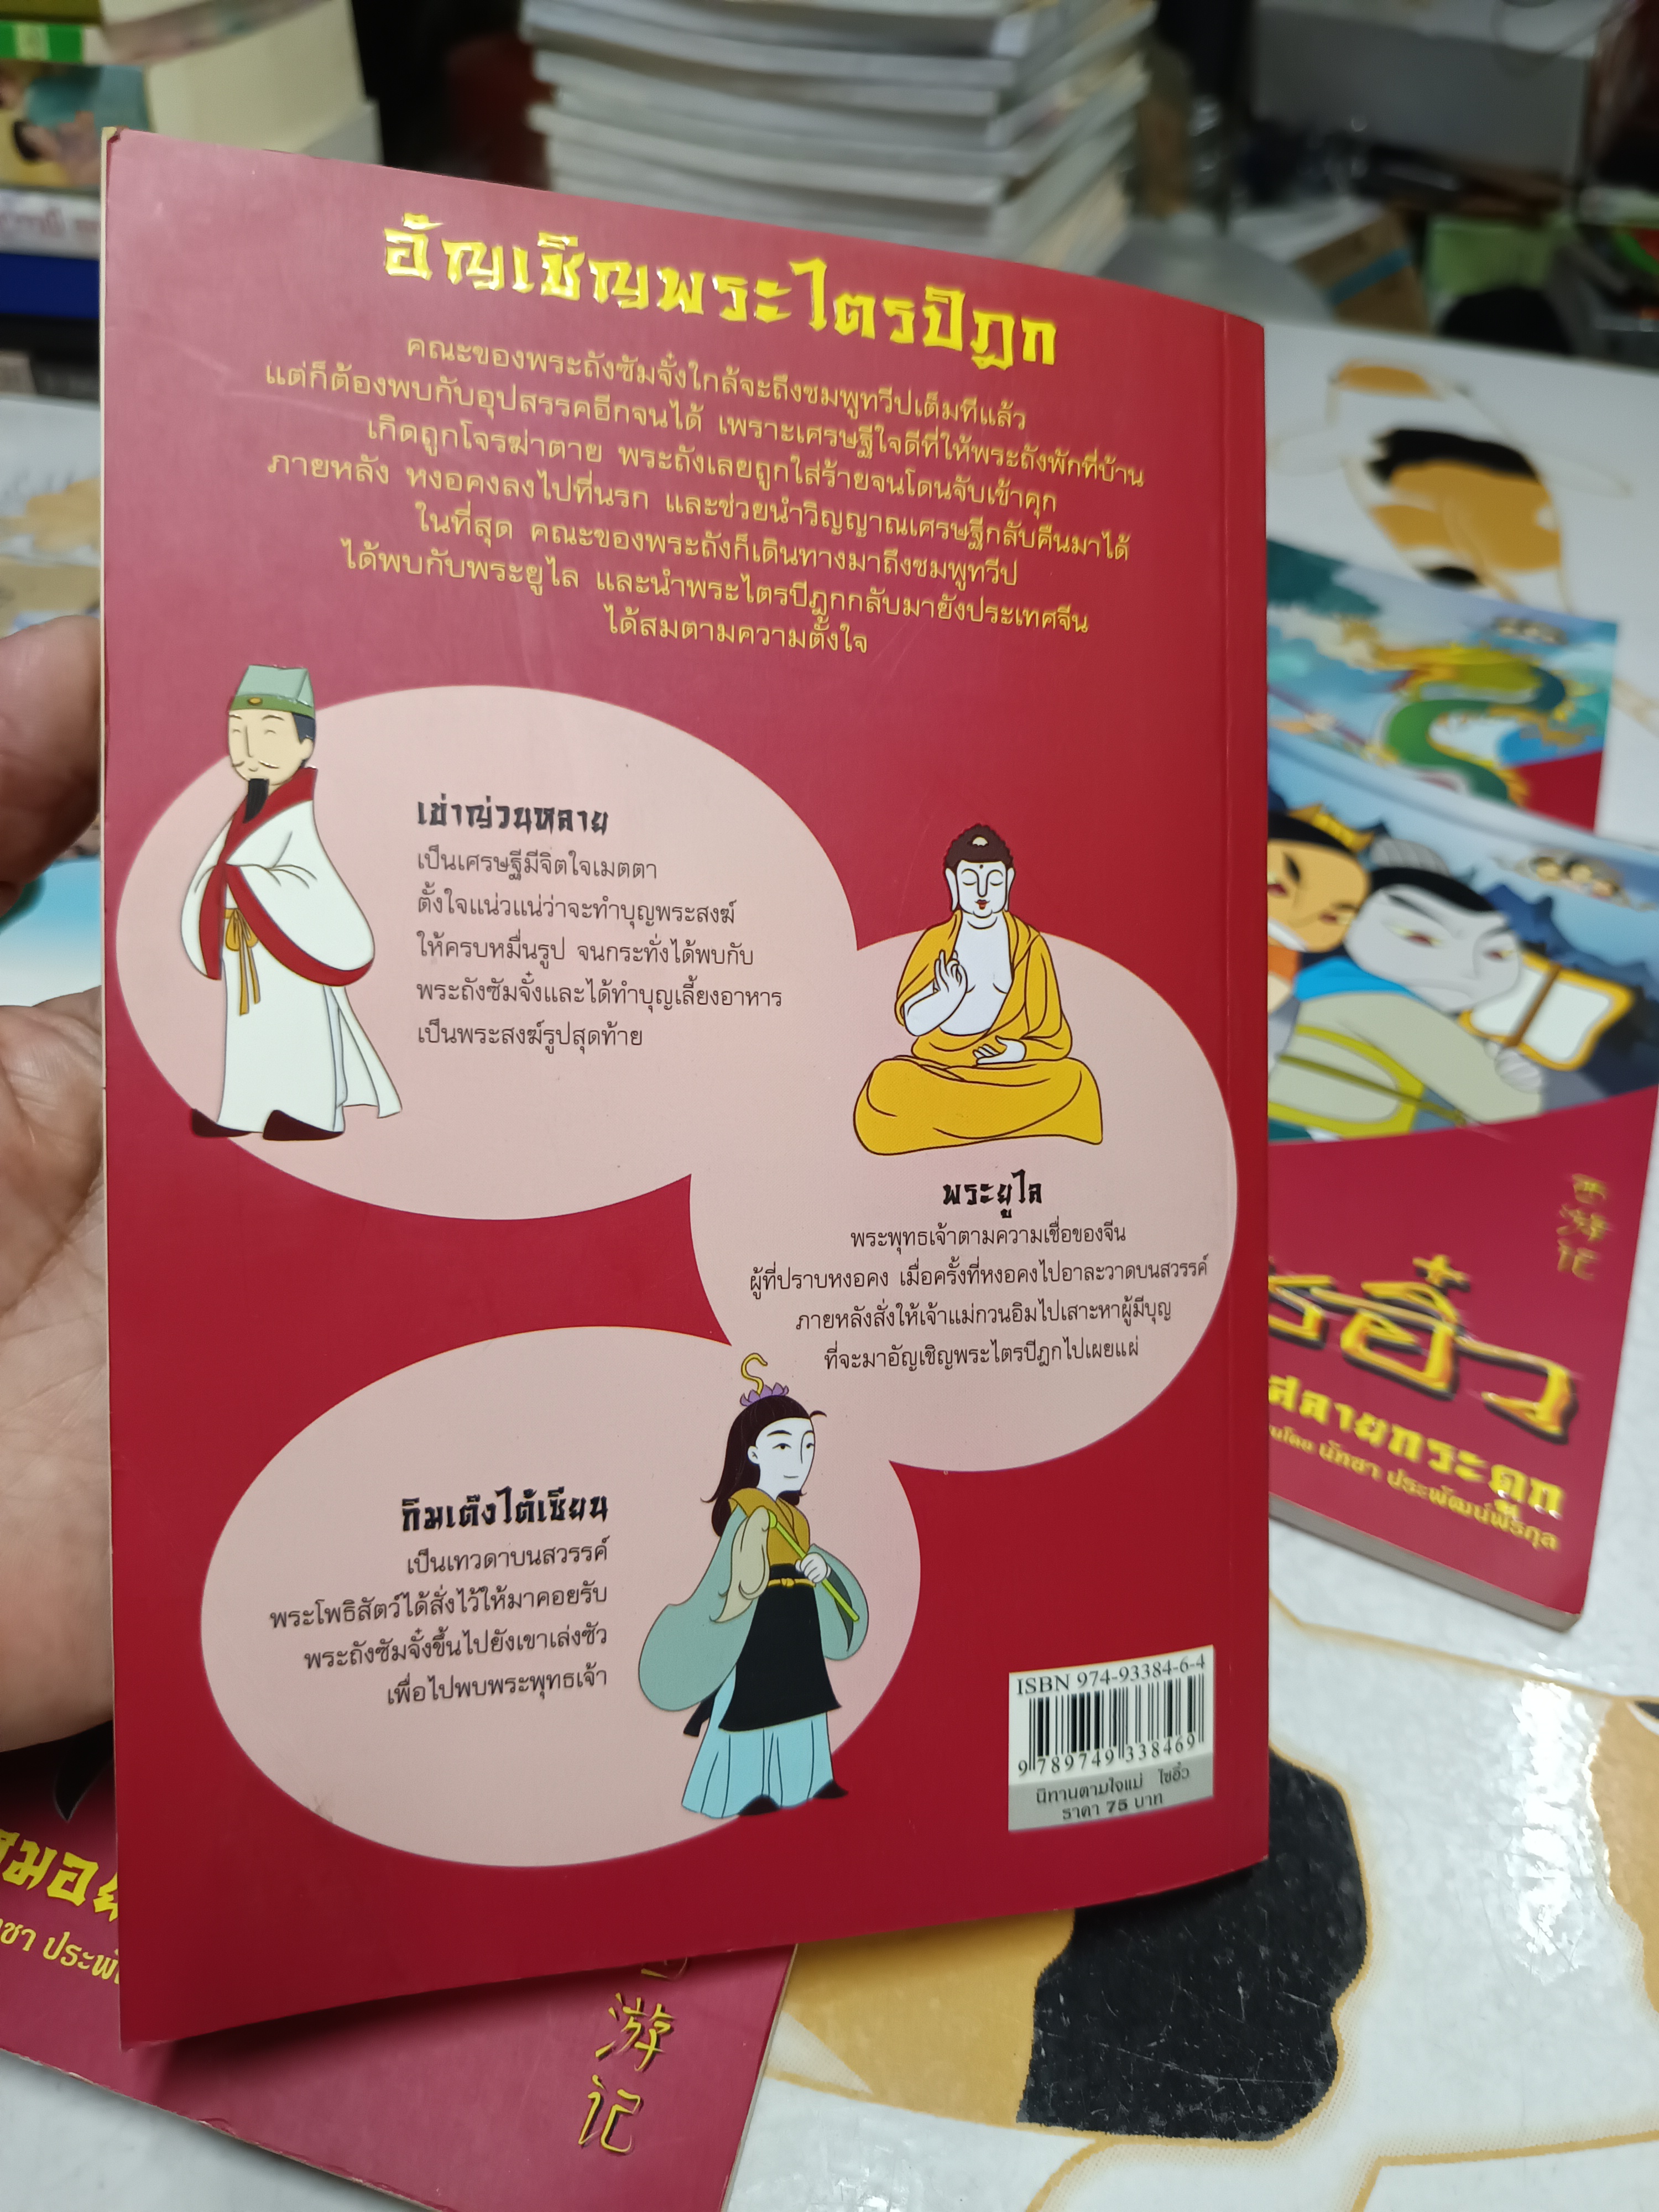 อัญเชิญพระไตรปิฎก
คณะของพระถังซัมจั๋งใกล้จะถึงชมพูทวีปเต็มทีแล้ว
แต่ก็ต้องพบกับอุปสรรคอีกจนได้ เพราะเศรษฐีใจดีที่ให้พระถังพักที่บ้าน
เกิดถูกโจรฆ่าตาย พระถังเลยถูกใส่ร้ายจนโดนจับเข้าคุก
ภายหลัง หงอคงลงไปที่นรก และช่วยนำวิญญาณเศรษฐีกลับคืนมาได้
ในที่สุด คณะของพระถังก็เดินทางมาถึงชมพูทวีป
ได้พบกับพระยูไล และนำพระไตรปิฎกกลับมายังประเทศจีน
ได้สมตามความตั้งใจ
เข่าญ่วนหลาย
เป็นเศรษฐีมีจิตใจเมตตา
ตั้งใจแน่วแน่ว่าจะทำบุญพระสงฆ์
ให้ครบหมื่นรูป จนกระทั่งได้พบกับ
พระถังซัมจั๋งและได้ทำบุญเลี้ยงอาหาร
เป็นพระสงฆ์รูปสุดท้าย
พระยูไล
พระพุทธเจ้าตามความเชื่อของจีน
ผู้ที่ปราบหงอคง เมื่อครั้งที่หงอคงไปอาละวาดบนสวรรค์
ภายหลังสั่งให้เจ้าแม่กวนอิมไปเสาะหาผู้มีบุญ
ที่จะมาอัญเชิญพระไตรปิฎกไปเผยแผ่
กิมเต๊งไต้เซียน
เป็นเทวดาบนสวรรค์
พระโพธิสัตว์ได้สั่งไว้ให้มาคอยรับ
พระถังซัมจั๋งขึ้นไปยังเขาเล่งซัว
เพื่อไปพบพระพุทธเจ้า
ISBN 974-93384-6-4
9 789749 338469
นิทานตามใจแม่ ไซอิ๋ว
ราคา 75 บาท
西游记
อิ๋ว
สลายกระดูก
โดย นัทชา ประพัฒน์พีรกุล
游记